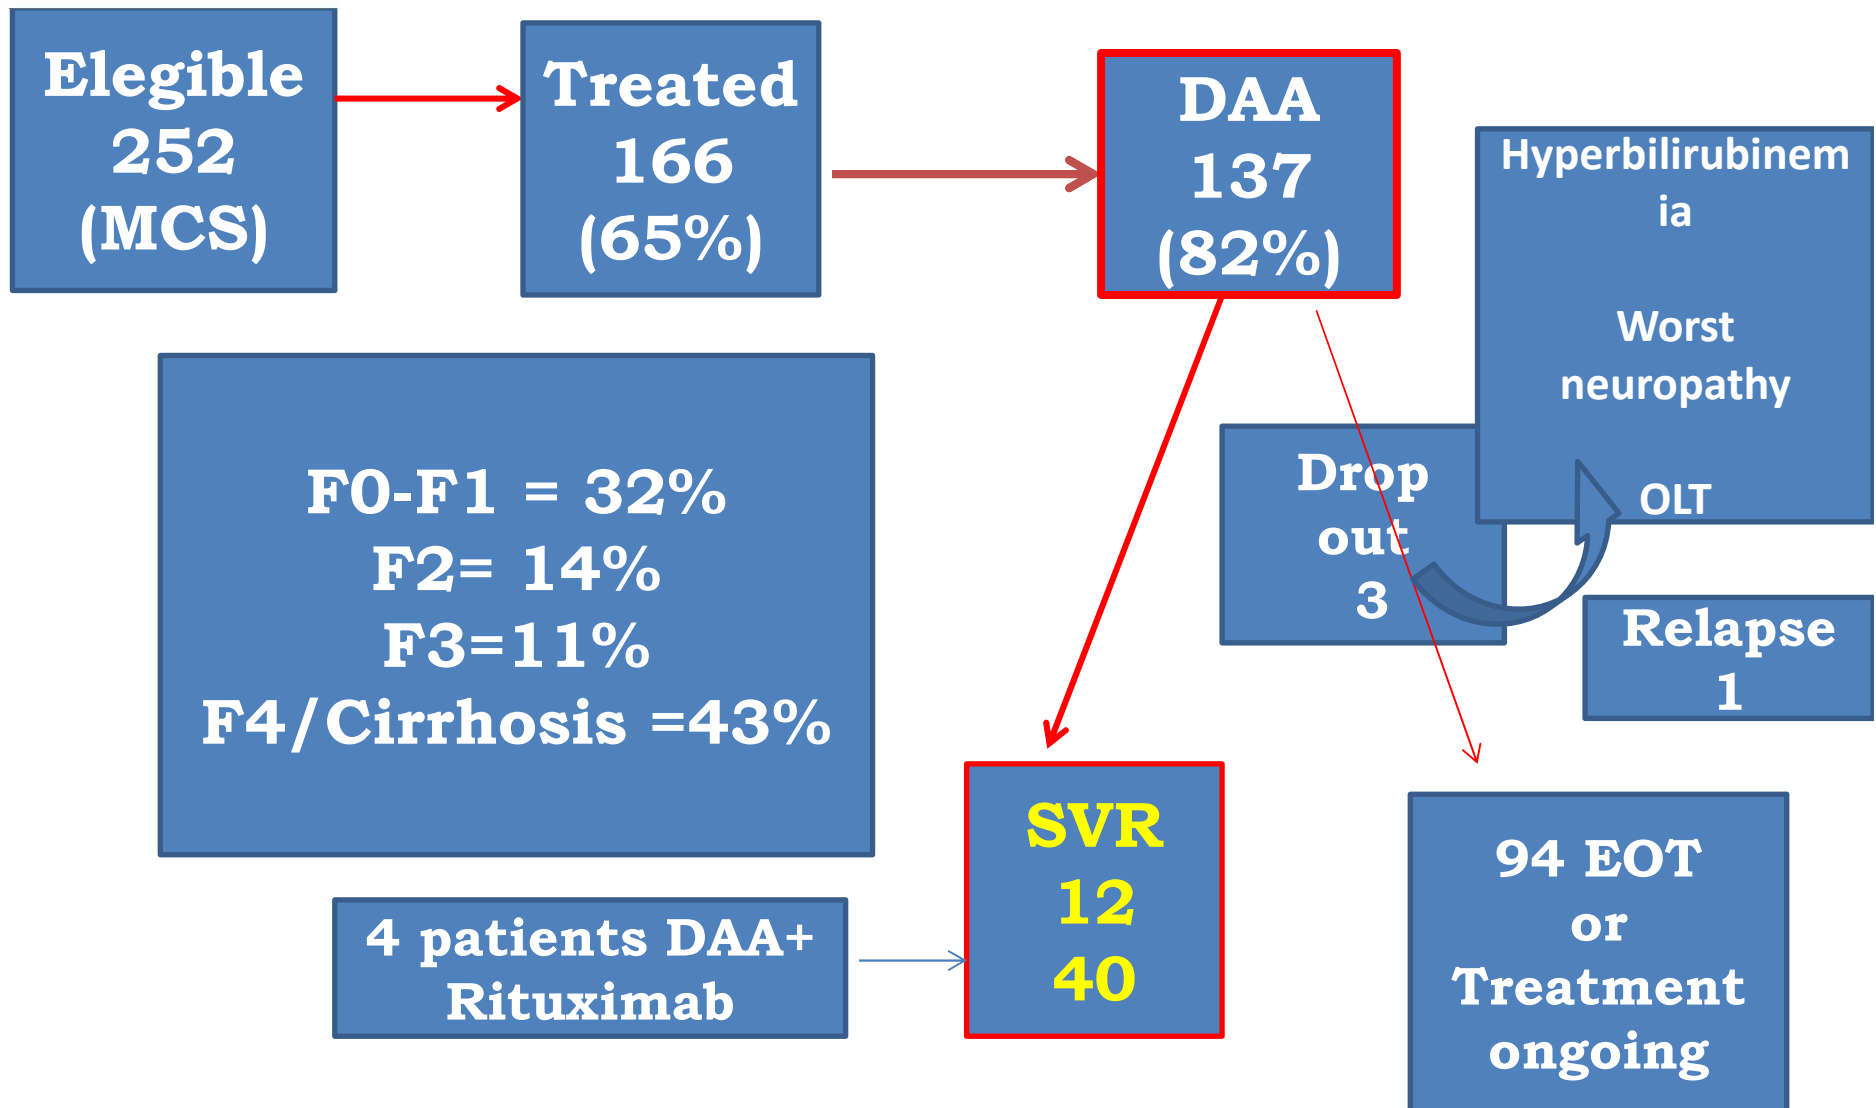 Elegible
252
(MCS)
Treated
166
(65%)
DAA
137
(82%)
Hyperbilirubinem
ia
Worst
neuropathy
OLT
F0-F1 = 32%
F2= 14%
F3=11%
F4/Cirrhosis =43%
Drop
out
3
Relapse
1
4 patients DAA+
Rituximab
SVR
12
40
94 EOT
or
Treatment
ongoing